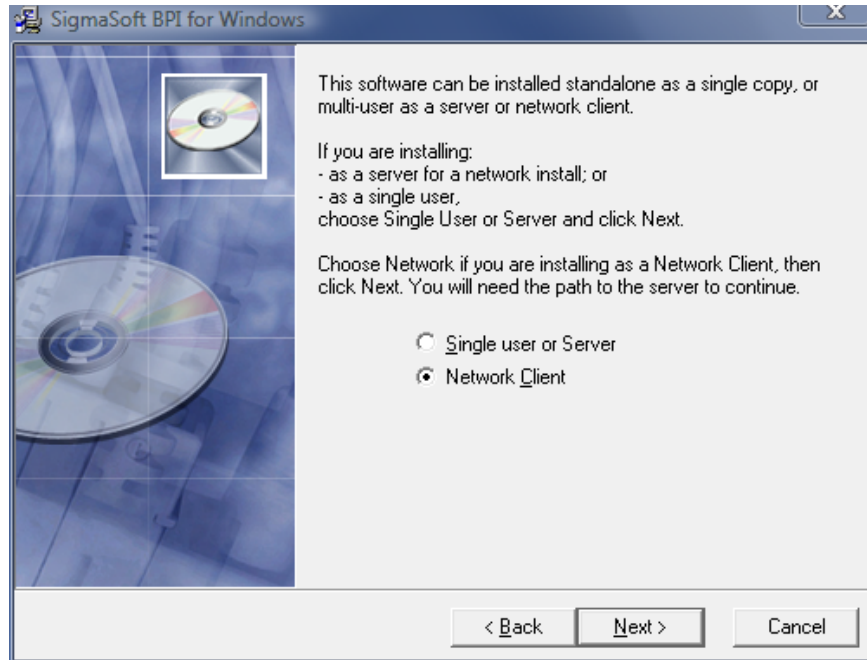 SigmaSoft BPI for Windows
This software can be installed standalone as a single copy, or
multi-user as a server or network client.
If you are installing:
- as a server for a network install; or
- as a single user,
choose Single User or Server and click Next.
Choose Network if you are installing as a Network Client, then
click Next. You will need the path to the server to continue.
Single user or Server
Network Client
< Back Next > Cancel